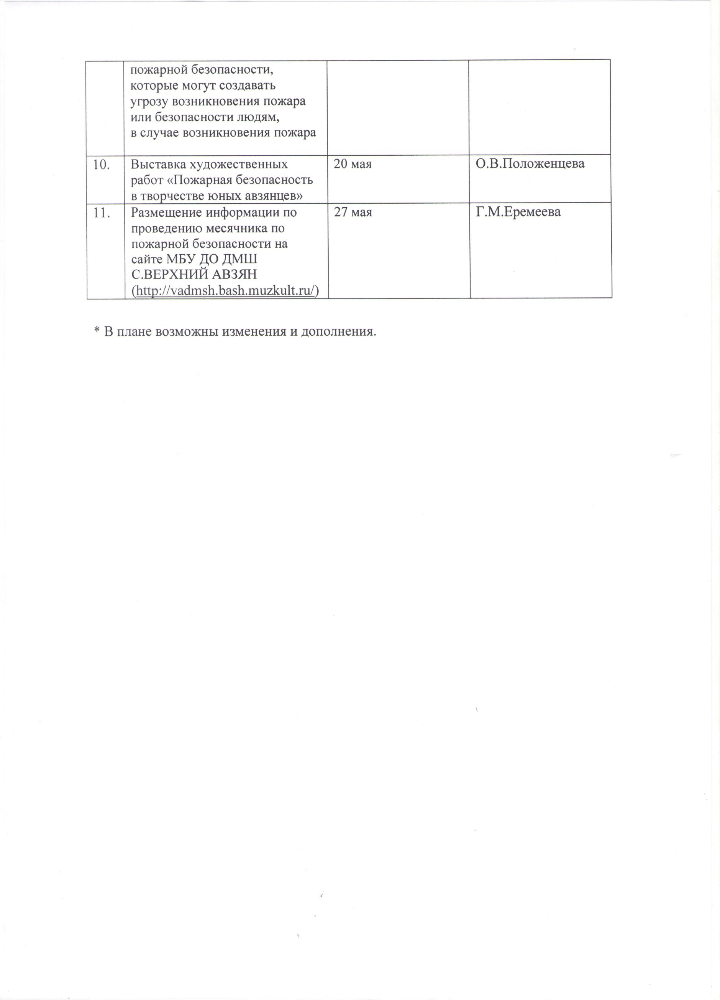 пожарной безопасности,
которые могут создавать
угрозу возникновения пожара
или безопасности людям,
в случае возникновения пожара
10. Выставка художественных 20 мая О.В.Положенцева
работ «Пожарная безопасность
в творчестве юных авзянцев»
11. Размещение информации по 27 мая Г.М.Еремеева
проведению месячника по
пожарной безопасности на
сайте МБУ ДО ДМШ
С.ВЕРХНИЙ АВЗЯН
(http://vadmsh.bash.muzkult.ru/)
* В плане возможны изменения и дополнения.